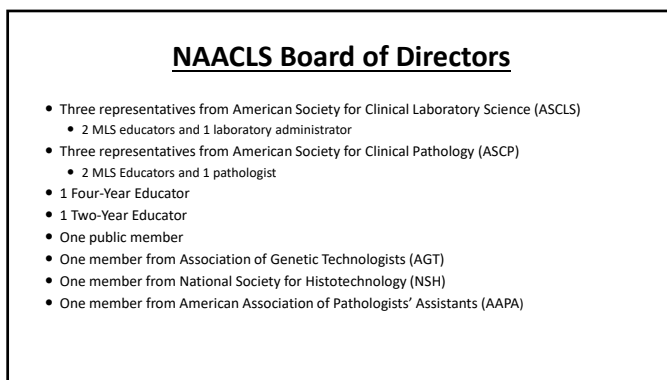 NAACLS Board of Directors
• Three representatives from American Society for Clinical Laboratory Science (ASCLS)
• 2 MLS educators and 1 laboratory administrator
• Three representatives from American Society for Clinical Pathology (ASCP)
• 2 MLS Educators and 1 pathologist
• 1 Four-Year Educator
• 1 Two-Year Educator
• One public member
• One member from Association of Genetic Technologists (AGT)
• One member from National Society for Histotechnology (NSH)
• One member from American Association of Pathologists’ Assistants (AAPA)